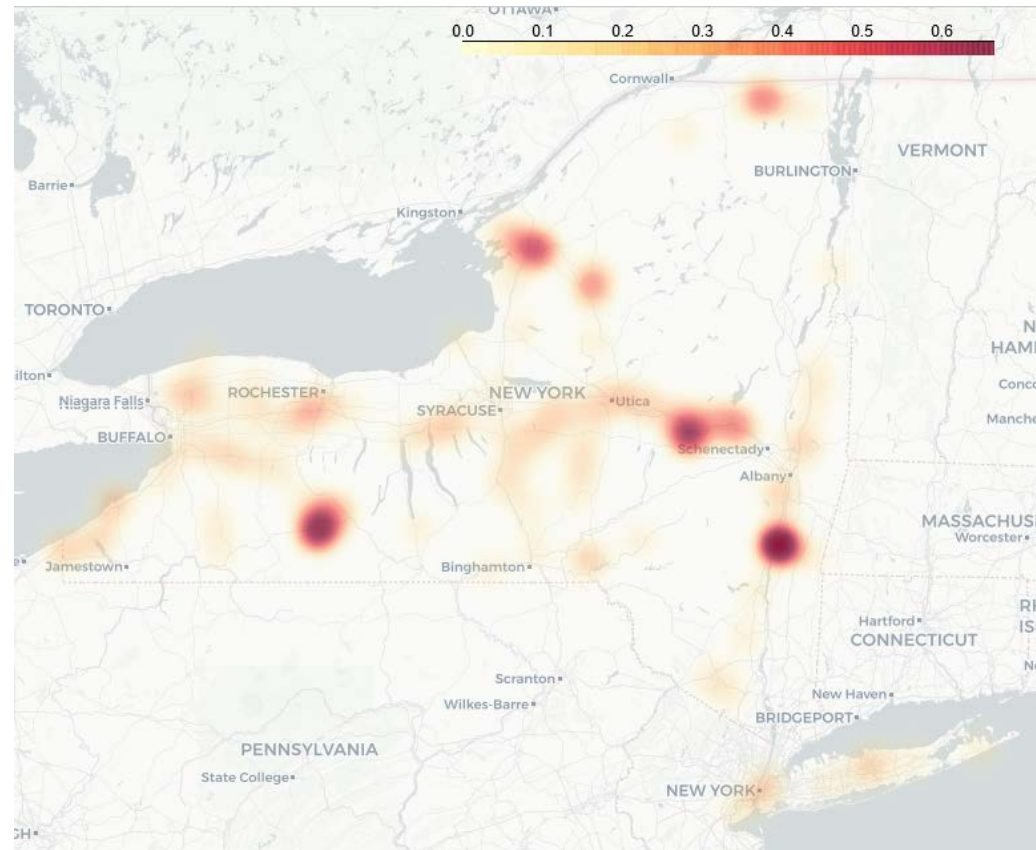 OTTAWA
0.0 0.1 0.2 0.3 0.4 0.5 0.6
Cornwall
VERMONT
BURLINGTON
Barrie
Kingston
TORONTO
ilton
Niagara Falls
ROCHESTER
NEW YORK
SYRACUSE
Utica
BUFFALO
Schenectady
Albany
N
HAM
Conc
Manche
MASSACHUS
Worcester
e
Jamestown
Binghamton
RI
IS
Hartford
CONNECTICUT
N
Scranton
New Haven
Wilkes-Barre
BRIDGEPORT
PENNSYLVANIA
State College
NEW YORK
GH